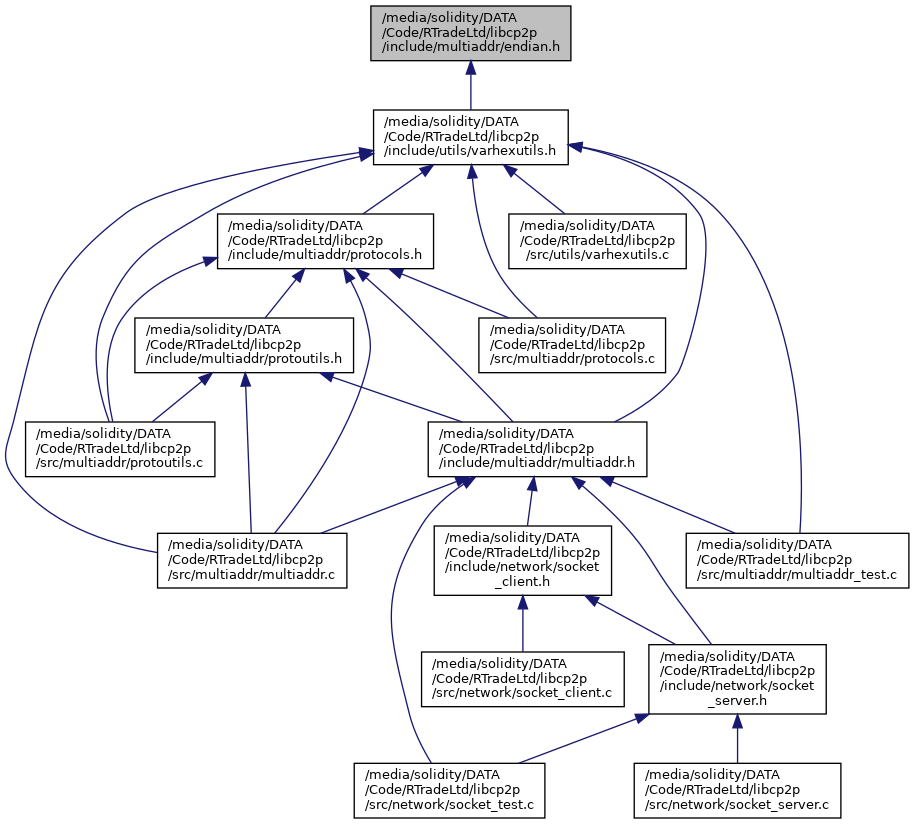 /media/solidity/DATA
/Code/RTradeLtd/libcp2p
/include/multiaddr/endian.h
/media/solidity/DATA
/Code/RTradeLtd/libcp2p
/include/utils/varhexutils.h
/media/solidity/DATA
/Code/RTradeLtd/libcp2p
/include/multiaddr/protocols.h
/media/solidity/DATA
/Code/RTradeLtd/libcp2p
/src/utils/varhexutils.c
/media/solidity/DATA
/Code/RTradeLtd/libcp2p
/include/multiaddr/protoutils.h
/media/solidity/DATA
/Code/RTradeLtd/libcp2p
/src/multiaddr/protocols.c
/media/solidity/DATA
/Code/RTradeLtd/libcp2p
/src/multiaddr/protoutils.c
/media/solidity/DATA
/Code/RTradeLtd/libcp2p
/include/multiaddr/multiaddr.h
/media/solidity/DATA
/Code/RTradeLtd/libcp2p
/src/multiaddr/multiaddr.c
/media/solidity/DATA
/Code/RTradeLtd/libcp2p
/include/network/socket
_client.h
/media/solidity/DATA
/Code/RTradeLtd/libcp2p
/src/multiaddr/multiaddr_test.c
/media/solidity/DATA
/Code/RTradeLtd/libcp2p
/src/network/socket_client.c
/media/solidity/DATA
/Code/RTradeLtd/libcp2p
/include/network/socket
_server.h
/media/solidity/DATA
/Code/RTradeLtd/libcp2p
/src/network/socket_test.c
/media/solidity/DATA
/Code/RTradeLtd/libcp2p
/src/network/socket_server.c